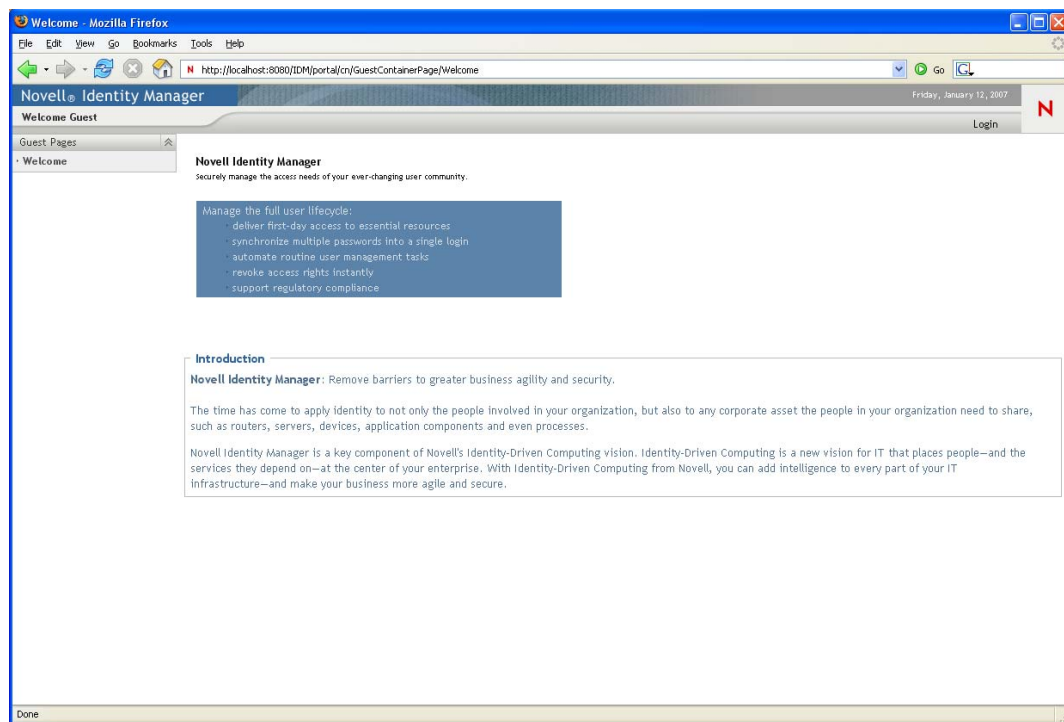 Welcome - Mozilla Firefox
File Edit View Go Bookmarks Tools Help
N http://localhost:8080/IDM/portal/cn/GuestContainerPage/Welcome Go G
Novell® Identity Manager Friday, January 12, 2007
Welcome Guest Login N
Guest Pages
· Welcome
Novell Identity Manager
Securely manage the access needs of your ever-changing user community.
Manage the full user lifecycle:
· deliver first-day access to essential resources
· synchronize multiple passwords into a single login
· automate routine user management tasks
· revoke access rights instantly
· support regulatory compliance
Introduction
Novell Identity Manager: Remove barriers to greater business agility and security.
The time has come to apply identity to not only the people involved in your organization, but also to any corporate asset the people in your organization need to share,
such as routers, servers, devices, application components and even processes.
Novell Identity Manager is a key component of Novell's Identity-Driven Computing vision. Identity-Driven Computing is a new vision for IT that places people—and the
services they depend on—at the center of your enterprise. With Identity-Driven Computing from Novell, you can add intelligence to every part of your IT
infrastructure—and make your business more agile and secure.
Done